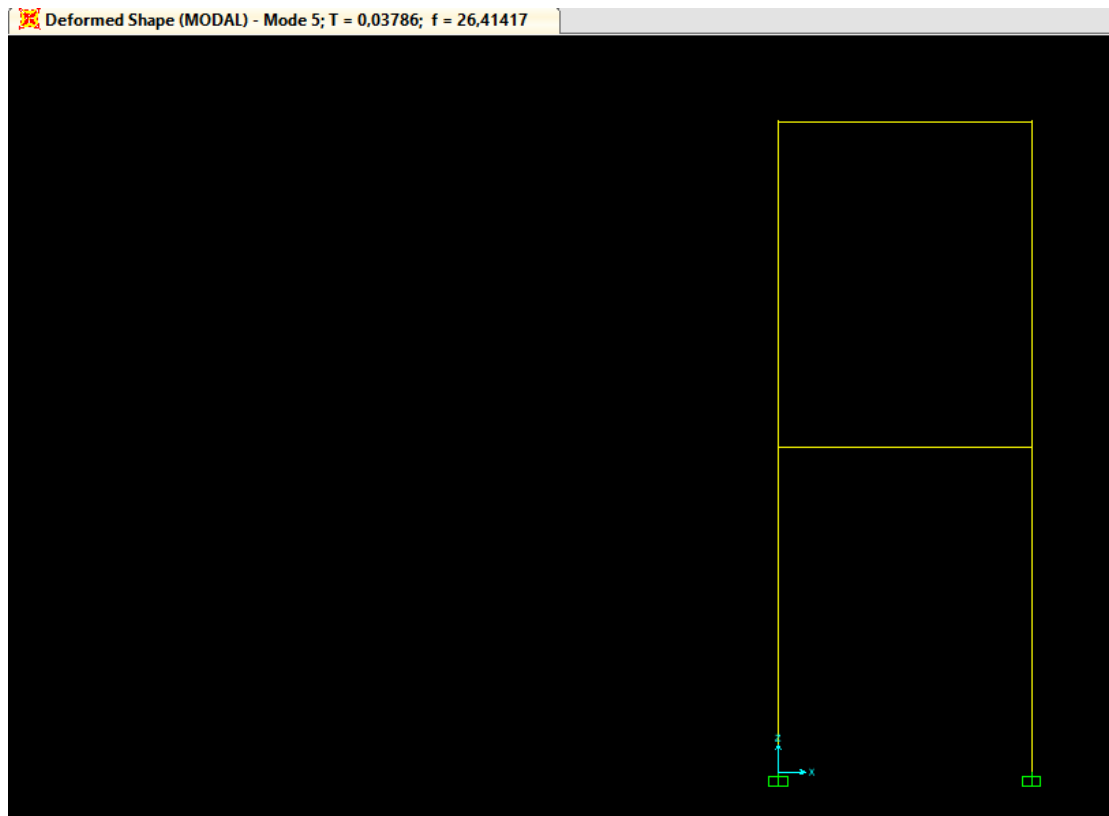 Deformed Shape (MODAL) - Mode 5; T = 0,03786;  f = 26,41417
Z
X